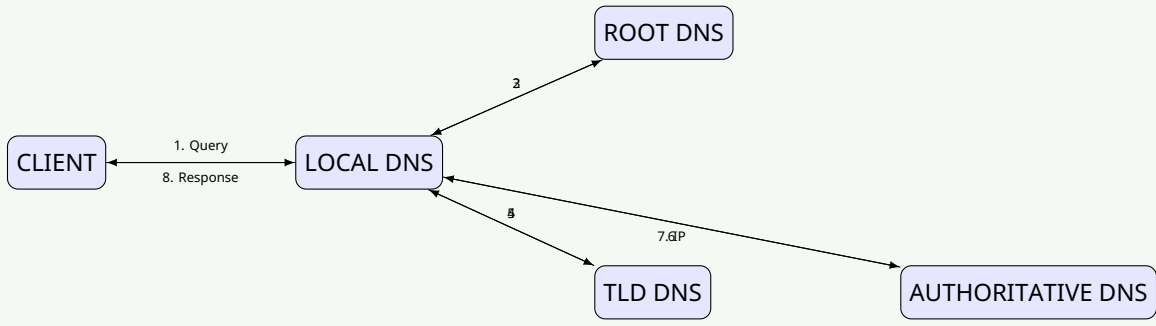 ROOT DNS
1. Query
CLIENT
LOCAL DNS
8. Response
TLD DNS
AUTHORITATIVE DNS